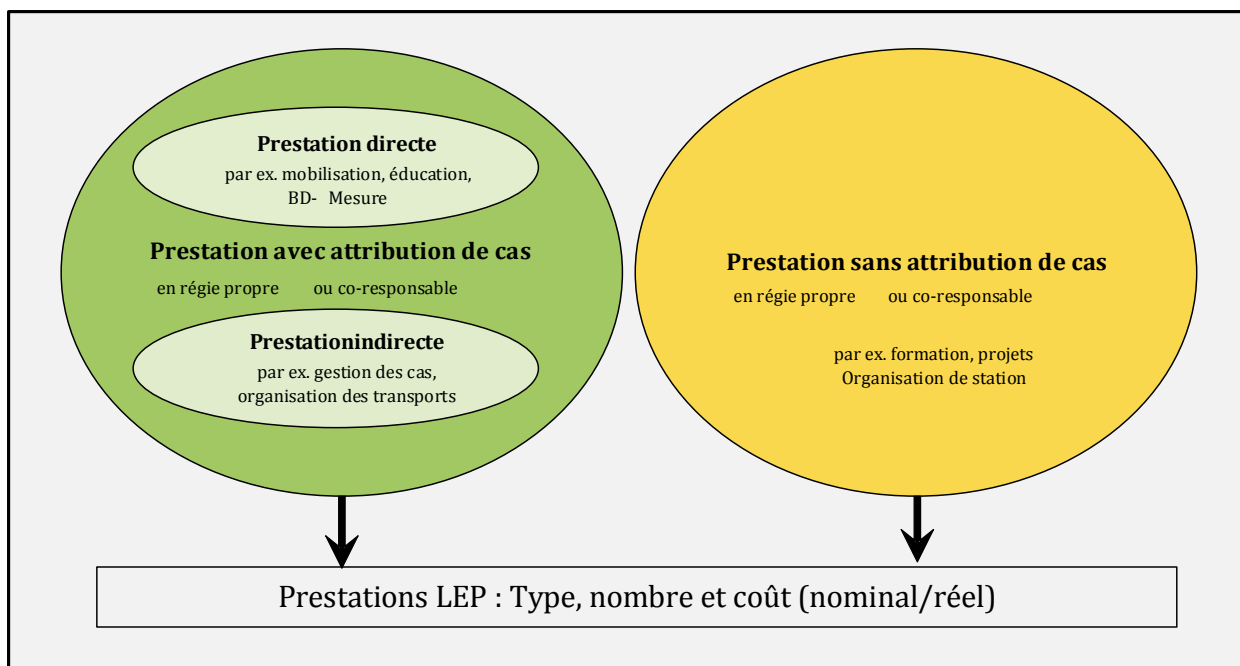 Prestation directe
par ex. mobilisation, éducation,
BD- Mesure
Prestation avec attribution de cas
en régie propre ou co-responsable
Prestationindirecte
par ex. gestion des cas,
organisation des transports
Prestation sans attribution de cas
en régie propre ou co-responsable
par ex. formation, projets
Organisation de station
Prestations LEP : Type, nombre et coût (nominal/réel)